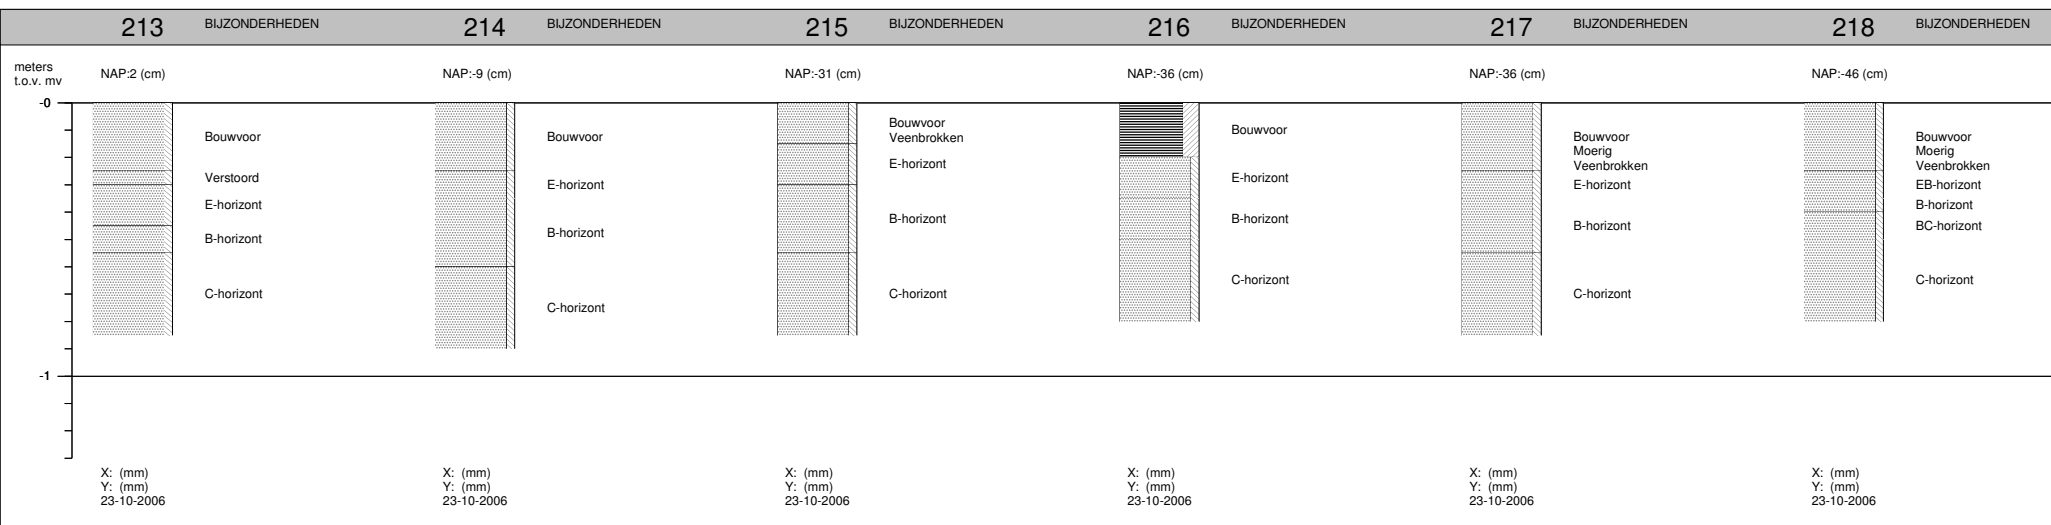 213 BIJZONDERHEDEN 214 BIJZONDERHEDEN 215 BIJZONDERHEDEN 216 BIJZONDERHEDEN 217 BIJZONDERHEDEN 218 BIJZONDERHEDEN
meters
t.o.v. mv
NAP:2 (cm) NAP:-9 (cm) NAP:-31 (cm) NAP:-36 (cm) NAP:-36 (cm) NAP:-46 (cm)
-0
Bouwvoor
Verstoord
E-horizont
B-horizont
C-horizont
Bouwvoor
E-horizont
B-horizont
C-horizont
Bouwvoor
Veenbrokken
E-horizont
B-horizont
C-horizont
Bouwvoor
E-horizont
B-horizont
C-horizont
Bouwvoor
Moerig
Veenbrokken
E-horizont
B-horizont
C-horizont
Bouwvoor
Moerig
Veenbrokken
EB-horizont
B-horizont
BC-horizont
C-horizont
-1
X: (mm) X: (mm) X: (mm) X: (mm) X: (mm) X: (mm)
Y: (mm) Y: (mm) Y: (mm) Y: (mm) Y: (mm) Y: (mm)
23-10-2006 23-10-2006 23-10-2006 23-10-2006 23-10-2006 23-10-2006